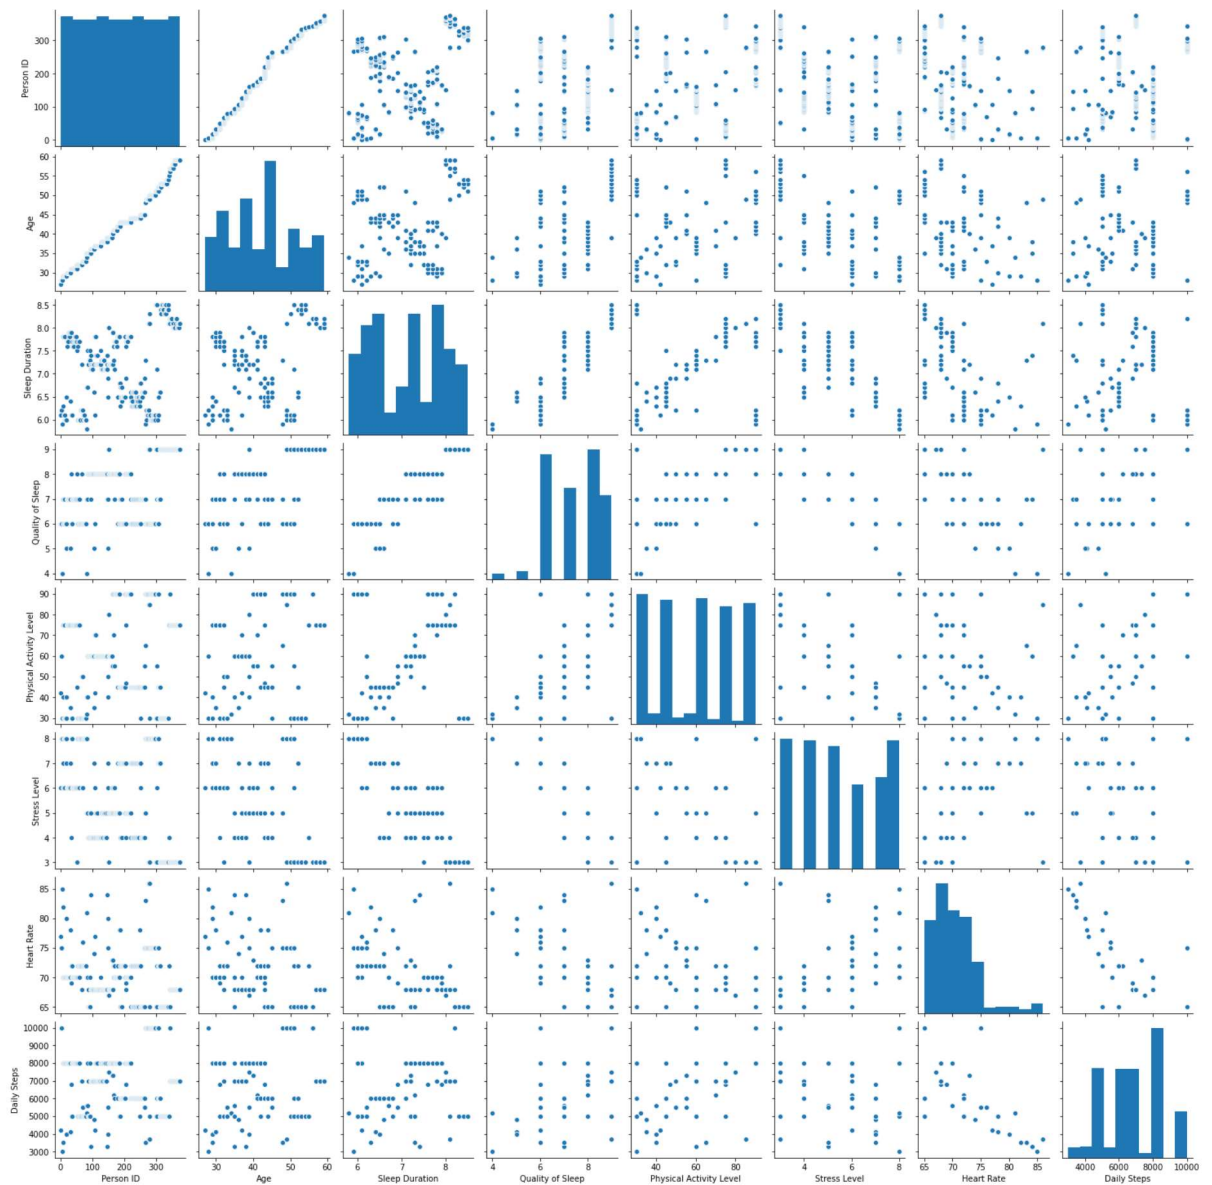 300
200
100
0
Person ID
60
55
50
45
40
35
30
Age
8.5
8.0
7.5
7.0
6.5
6.0
Sleep Duration
9
8
7
6
5
4
Quality of Sleep
90
80
70
60
50
40
30
Physical Activity Level
8
7
6
5
4
3
Stress Level
85
80
75
70
65
Heart Rate
10000
9000
8000
7000
6000
5000
4000
3000
Daily Steps
0 100 200 300
Person ID
30 40 50 60
Age
6 7 8
Sleep Duration
4 6 8
Quality of Sleep
40 60 80
Physical Activity Level
4 6 8
Stress Level
65 70 75 80 85
Heart Rate
4000 6000 8000 10000
Daily Steps